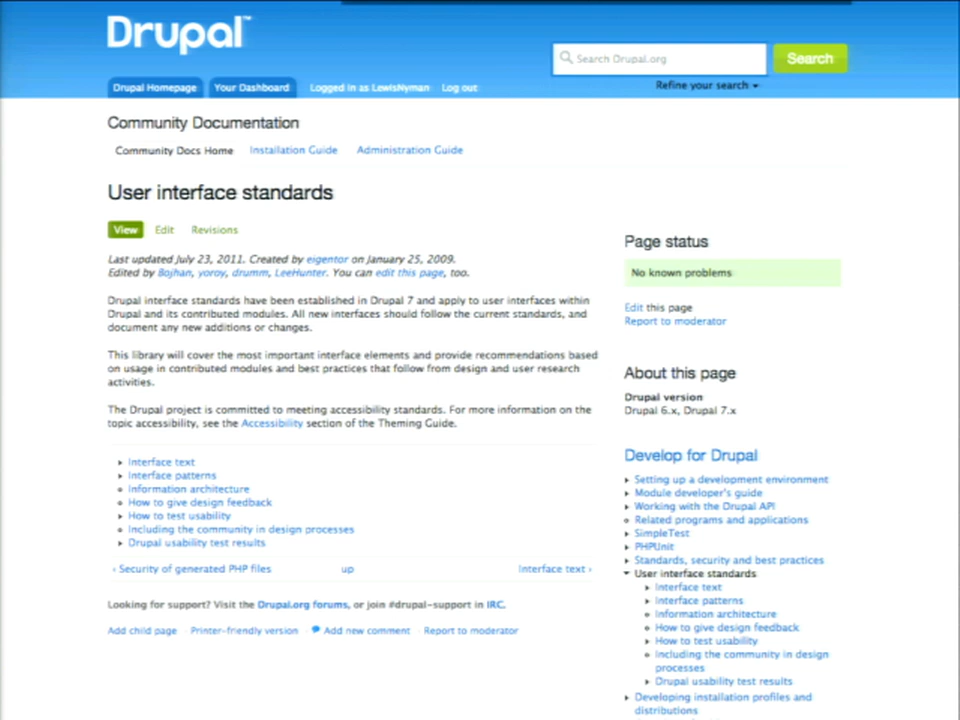 Drupal™
Search Drupal.org
Search
Refine your search
Drupal Homepage
Your Dashboard
Logged in as LewisNyman
Log out
Community Documentation
Community Docs Home
Installation Guide
Administration Guide
User interface standards
View
Edit
Revisions
Last updated July 23, 2011. Created by eigentor on January 25, 2009.
Edited by Bojhan, yoroy, drumm, LeeHunter. You can edit this page, too.
Drupal interface standards have been established in Drupal 7 and apply to user interfaces within
Drupal and its contributed modules. All new interfaces should follow the current standards, and
document any new additions or changes.
This library will cover the most important interface elements and provide recommendations based
on usage in contributed modules and best practices that follow from design and user research
activities.
The Drupal project is committed to meeting accessibility standards. For more information on the
topic accessibility, see the Accessibility section of the Theming Guide.
Interface text
Interface patterns
Information architecture
How to give design feedback
How to test usability
Including the community in design processes
Drupal usability test results
‹ Security of generated PHP files
up
Interface text ›
Looking for support? Visit the Drupal.org forums, or join #drupal-support in IRC.
Add child page
Printer-friendly version
Add new comment
Report to moderator
Page status
No known problems
Edit this page
Report to moderator
About this page
Drupal version
Drupal 6.x, Drupal 7.x
Develop for Drupal
Setting up a development environment
Module developer's guide
Working with the Drupal API
Related programs and applications
SimpleTest
PHPUnit
Standards, security and best practices
User interface standards
Interface text
Interface patterns
Information architecture
How to give design feedback
How to test usability
Including the community in design
processes
Drupal usability test results
Developing installation profiles and
distributions